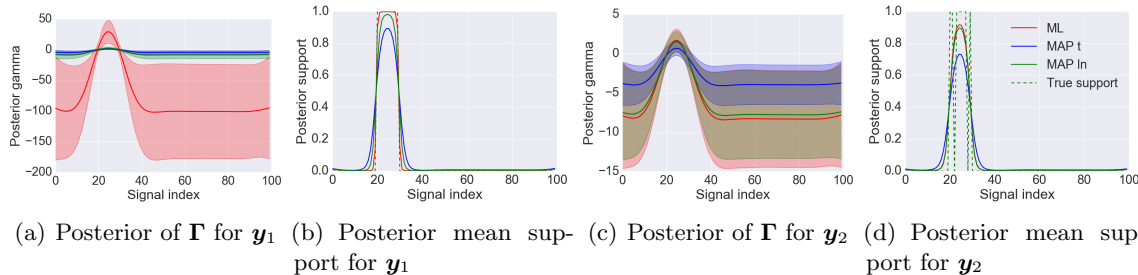 50
0
−50
−100
−150
−200
Posterior gamma
0 20 40 60 80 100
Signal index
1.0
0.8
0.6
0.4
0.2
0.0
Posterior support
0 20 40 60 80 100
Signal index
5
0
−5
−10
−15
Posterior gamma
0 20 40 60 80 100
Signal index
1.0
0.8
0.6
0.4
0.2
0.0
Posterior support
0 20 40 60 80 100
Signal index
ML
MAP t
MAP ln
True support
(a) Posterior of Γ for y₁
(b) Posterior mean sup-
port for y₁
(c) Posterior of Γ for y₂
(d) Posterior mean sup
port for y₂